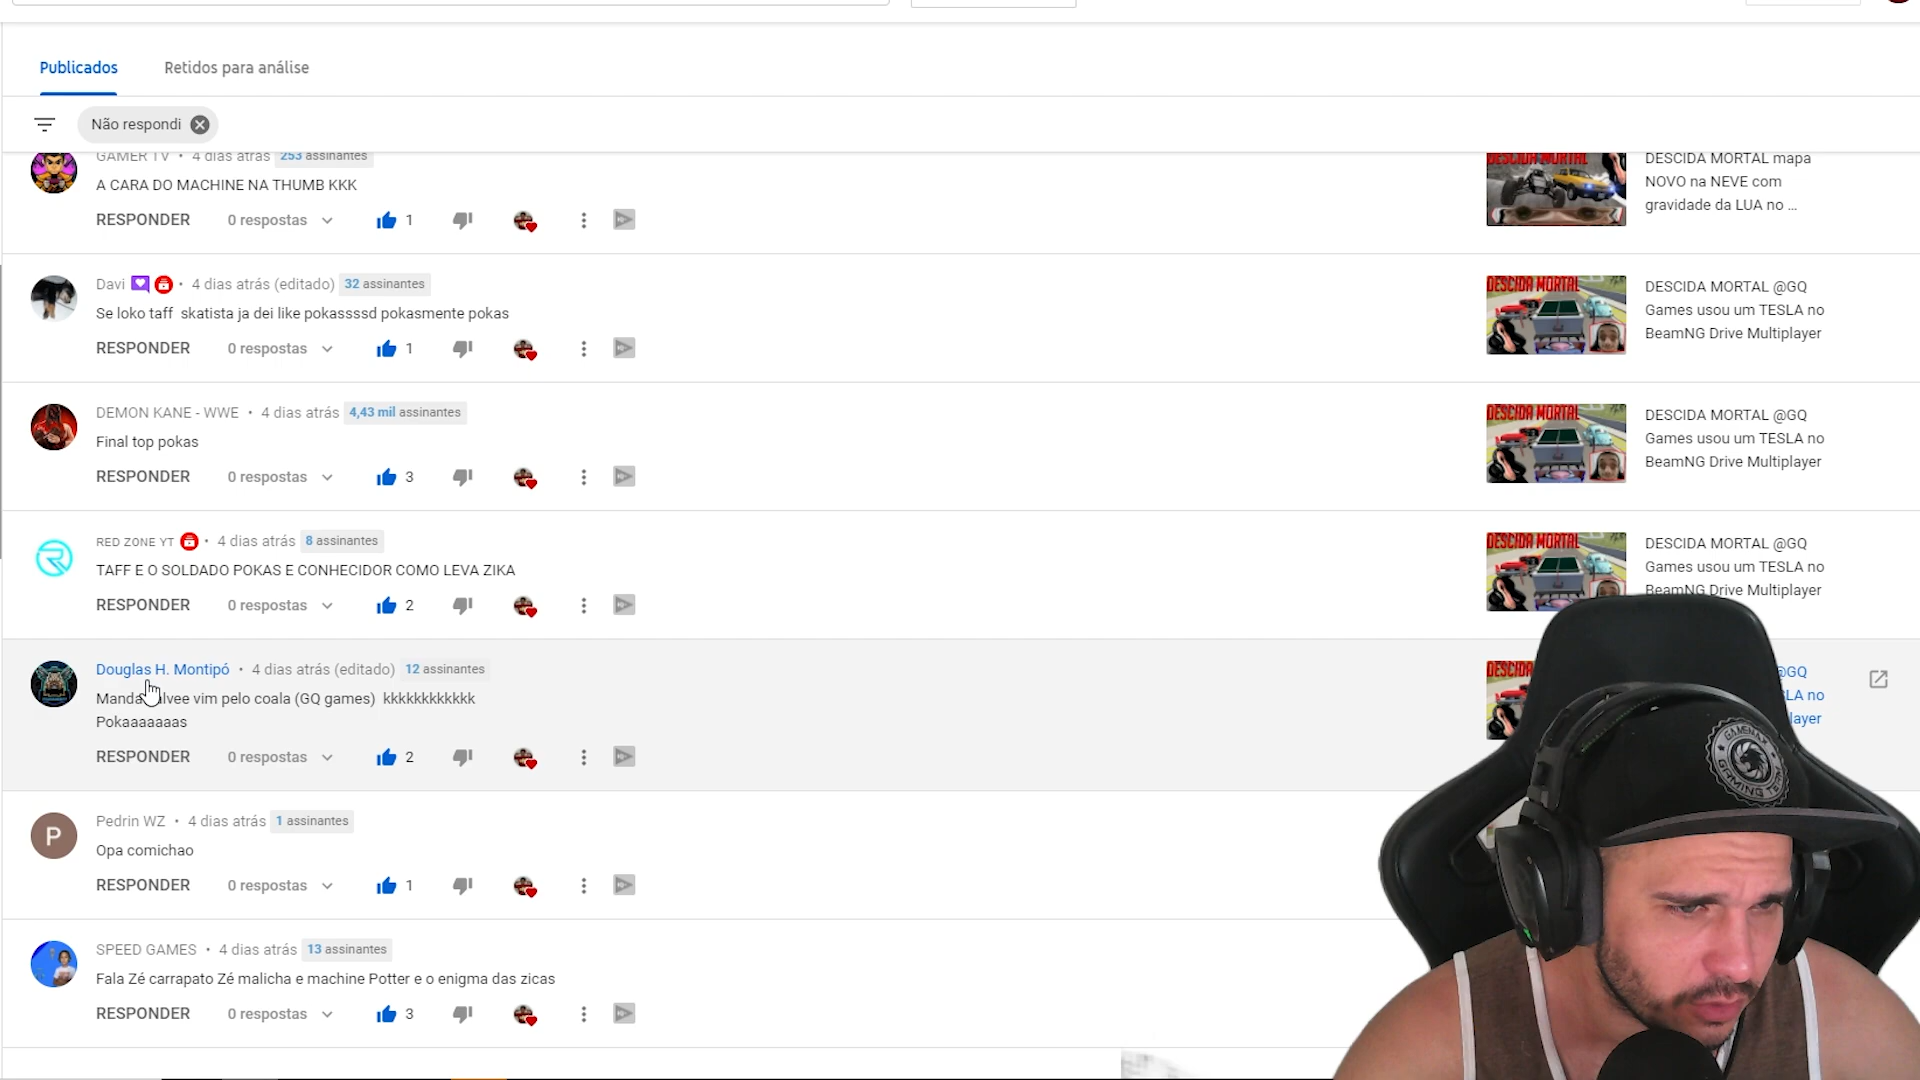 Publicados
Retidos para análise
Não respondi
GAMER TV • 4 dias atrás 253 assinantes
A CARA DO MACHINE NA THUMB KKK
RESPONDER 0 respostas 1
DESCIDA MORTAL
DESCIDA MORTAL mapa
NOVO na NEVE com
gravidade da LUA no ...
Davi • 4 dias atrás (editado) 32 assinantes
Se loko taff skatista ja dei like pokassssd pokasmente pokas
RESPONDER 0 respostas 1
DESCIDA MORTAL
DESCIDA MORTAL @GQ
Games usou um TESLA no
BeamNG Drive Multiplayer
DEMON KANE - WWE • 4 dias atrás 4,43 mil assinantes
Final top pokas
RESPONDER 0 respostas 3
DESCIDA MORTAL
DESCIDA MORTAL @GQ
Games usou um TESLA no
BeamNG Drive Multiplayer
RED ZONE YT • 4 dias atrás 8 assinantes
TAFF E O SOLDADO POKAS E CONHECIDOR COMO LEVA ZIKA
RESPONDER 0 respostas 2
DESCIDA MORTAL
DESCIDA MORTAL @GQ
Games usou um TESLA no
BeamNG Drive Multiplayer
Douglas H. Montipó • 4 dias atrás (editado) 12 assinantes
vim pelo coala (GQ games) kkkkkkkkkkkk
Pokaaaaaaas
RESPONDER 0 respostas 2
@GQ
no
Pedrin WZ • 4 dias atrás 1 assinantes
Opa comichao
RESPONDER 0 respostas 1
P
SPEED GAMES • 4 dias atrás 13 assinantes
Fala Zé carrapato Zé malicha e machine Potter e o enigma das zicas
RESPONDER 0 respostas 3
GAMEMAX
GAMING TEAM